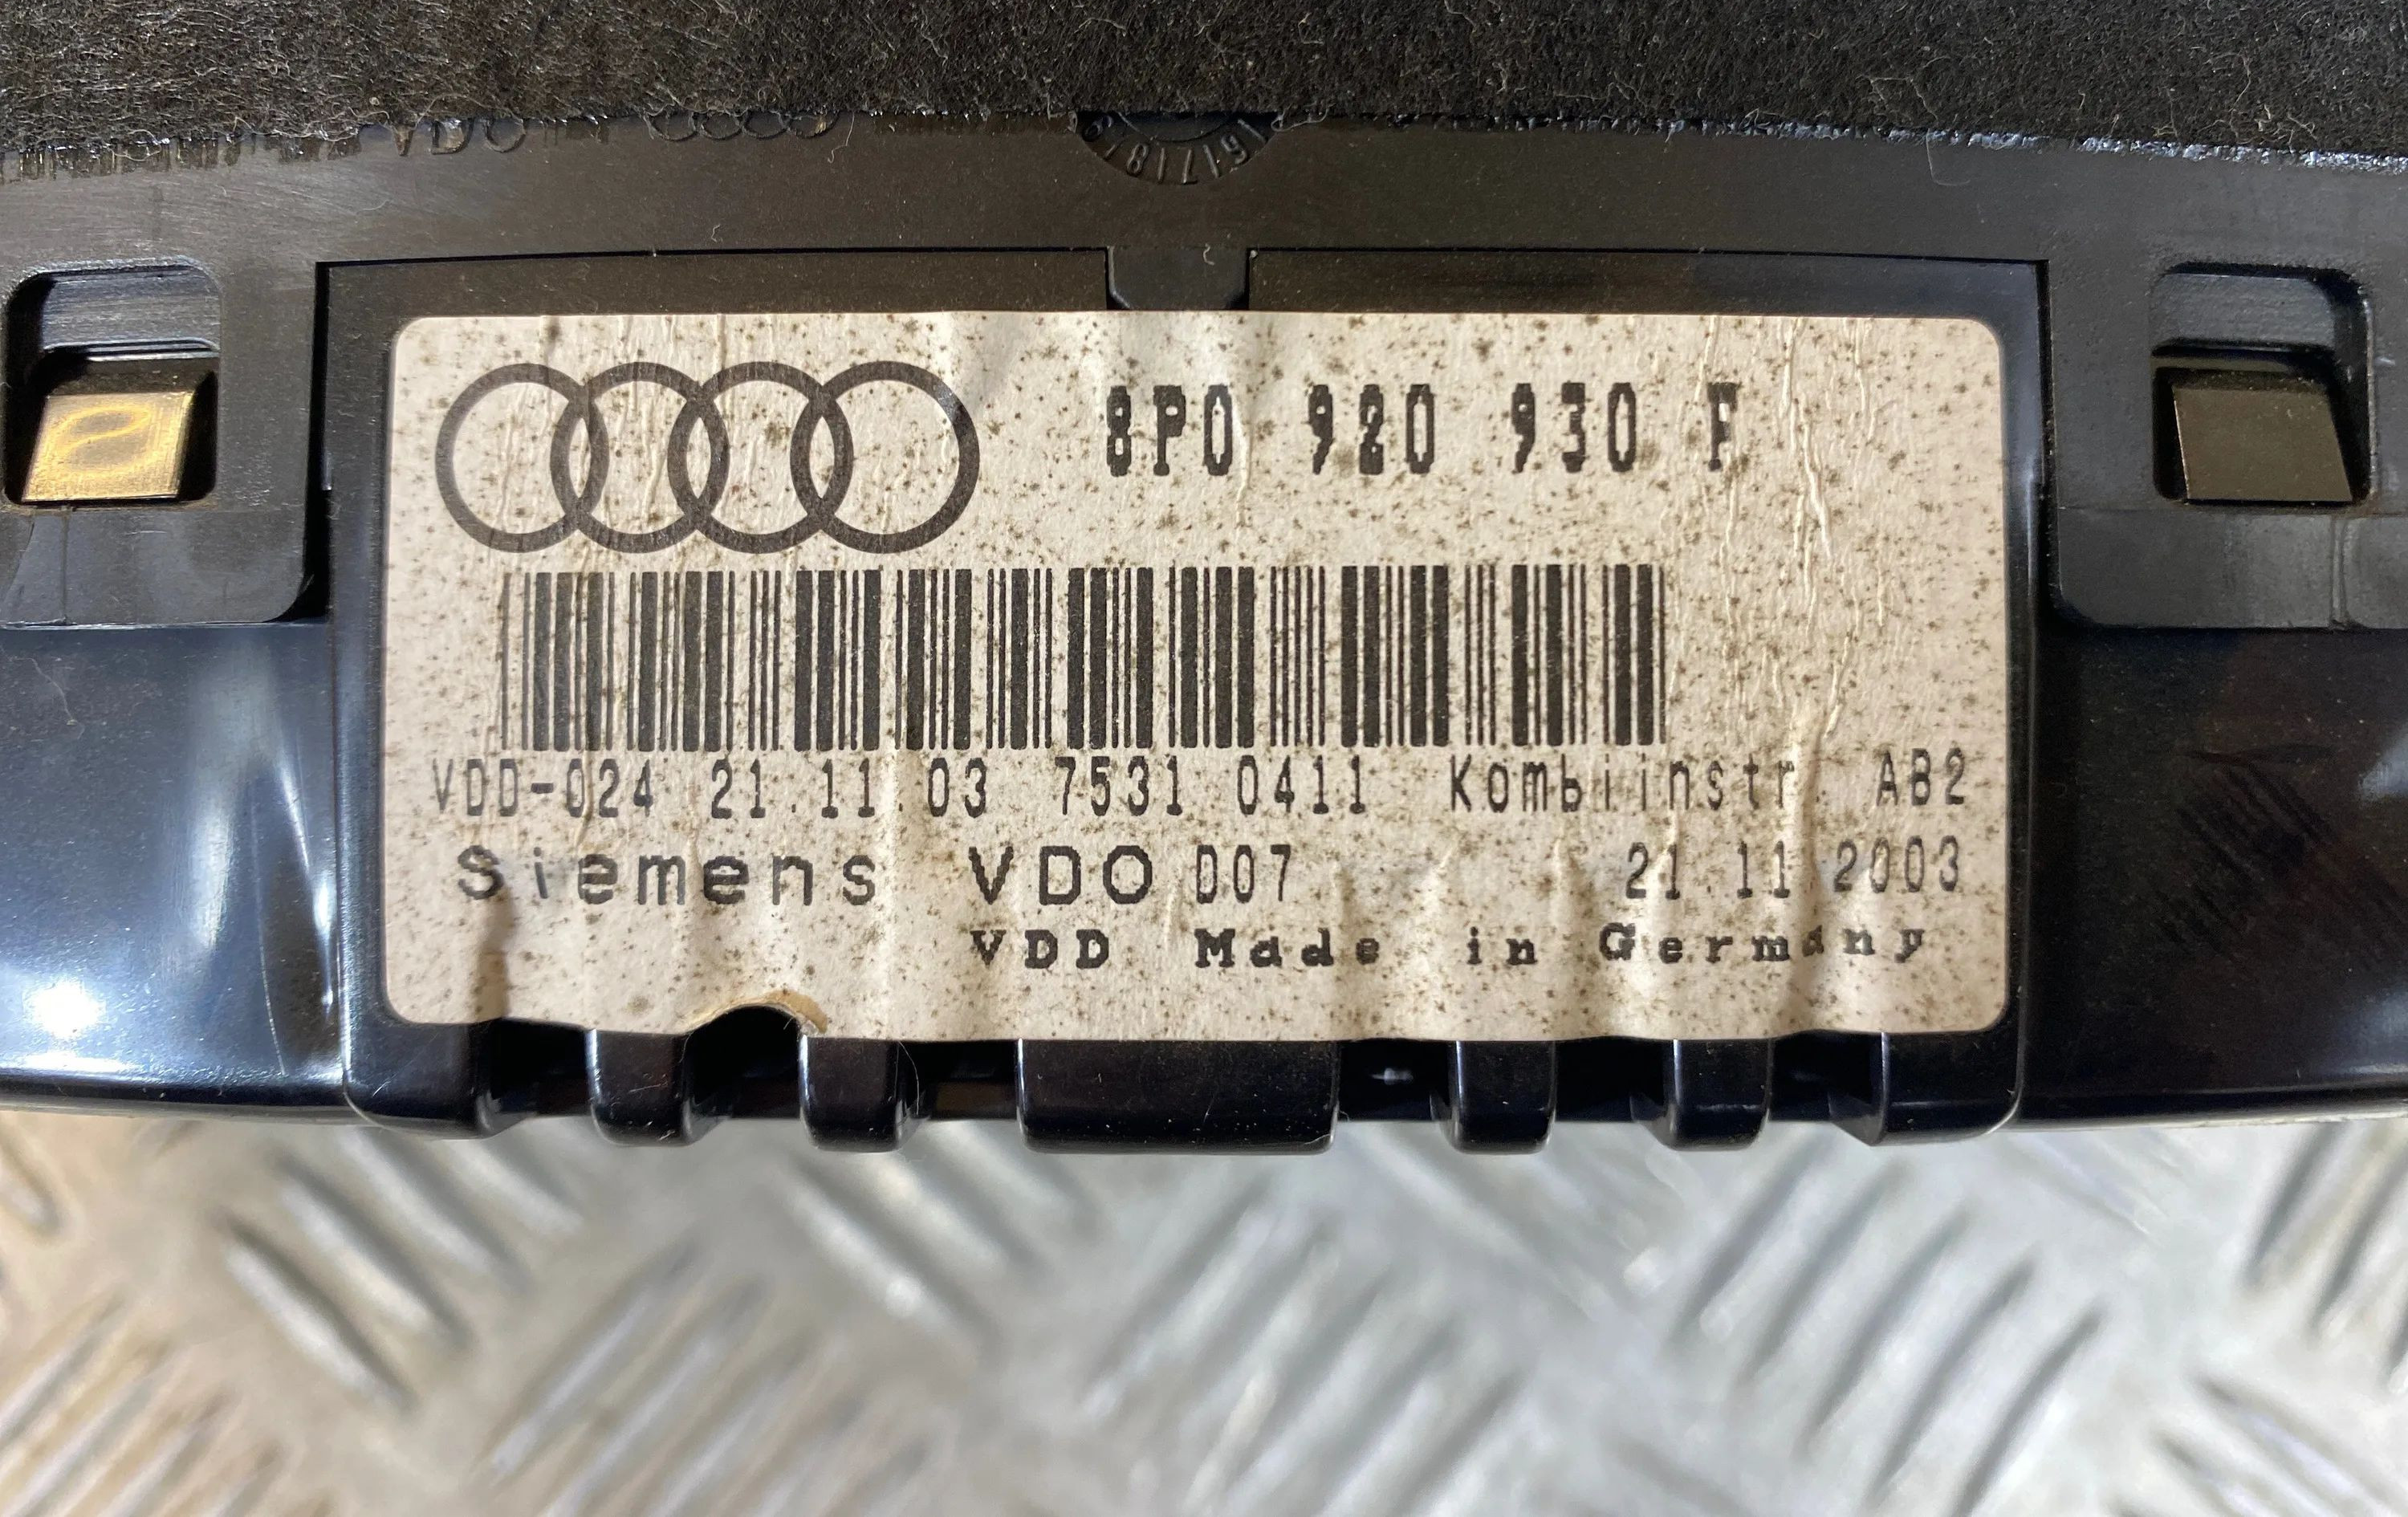 VDO
8P0 920 930 F
VDD-024 21.11.03 7531 0411 Kombiinstr. AB2
Siemens VDO D07 21.11.2003
VDD Made in Germany